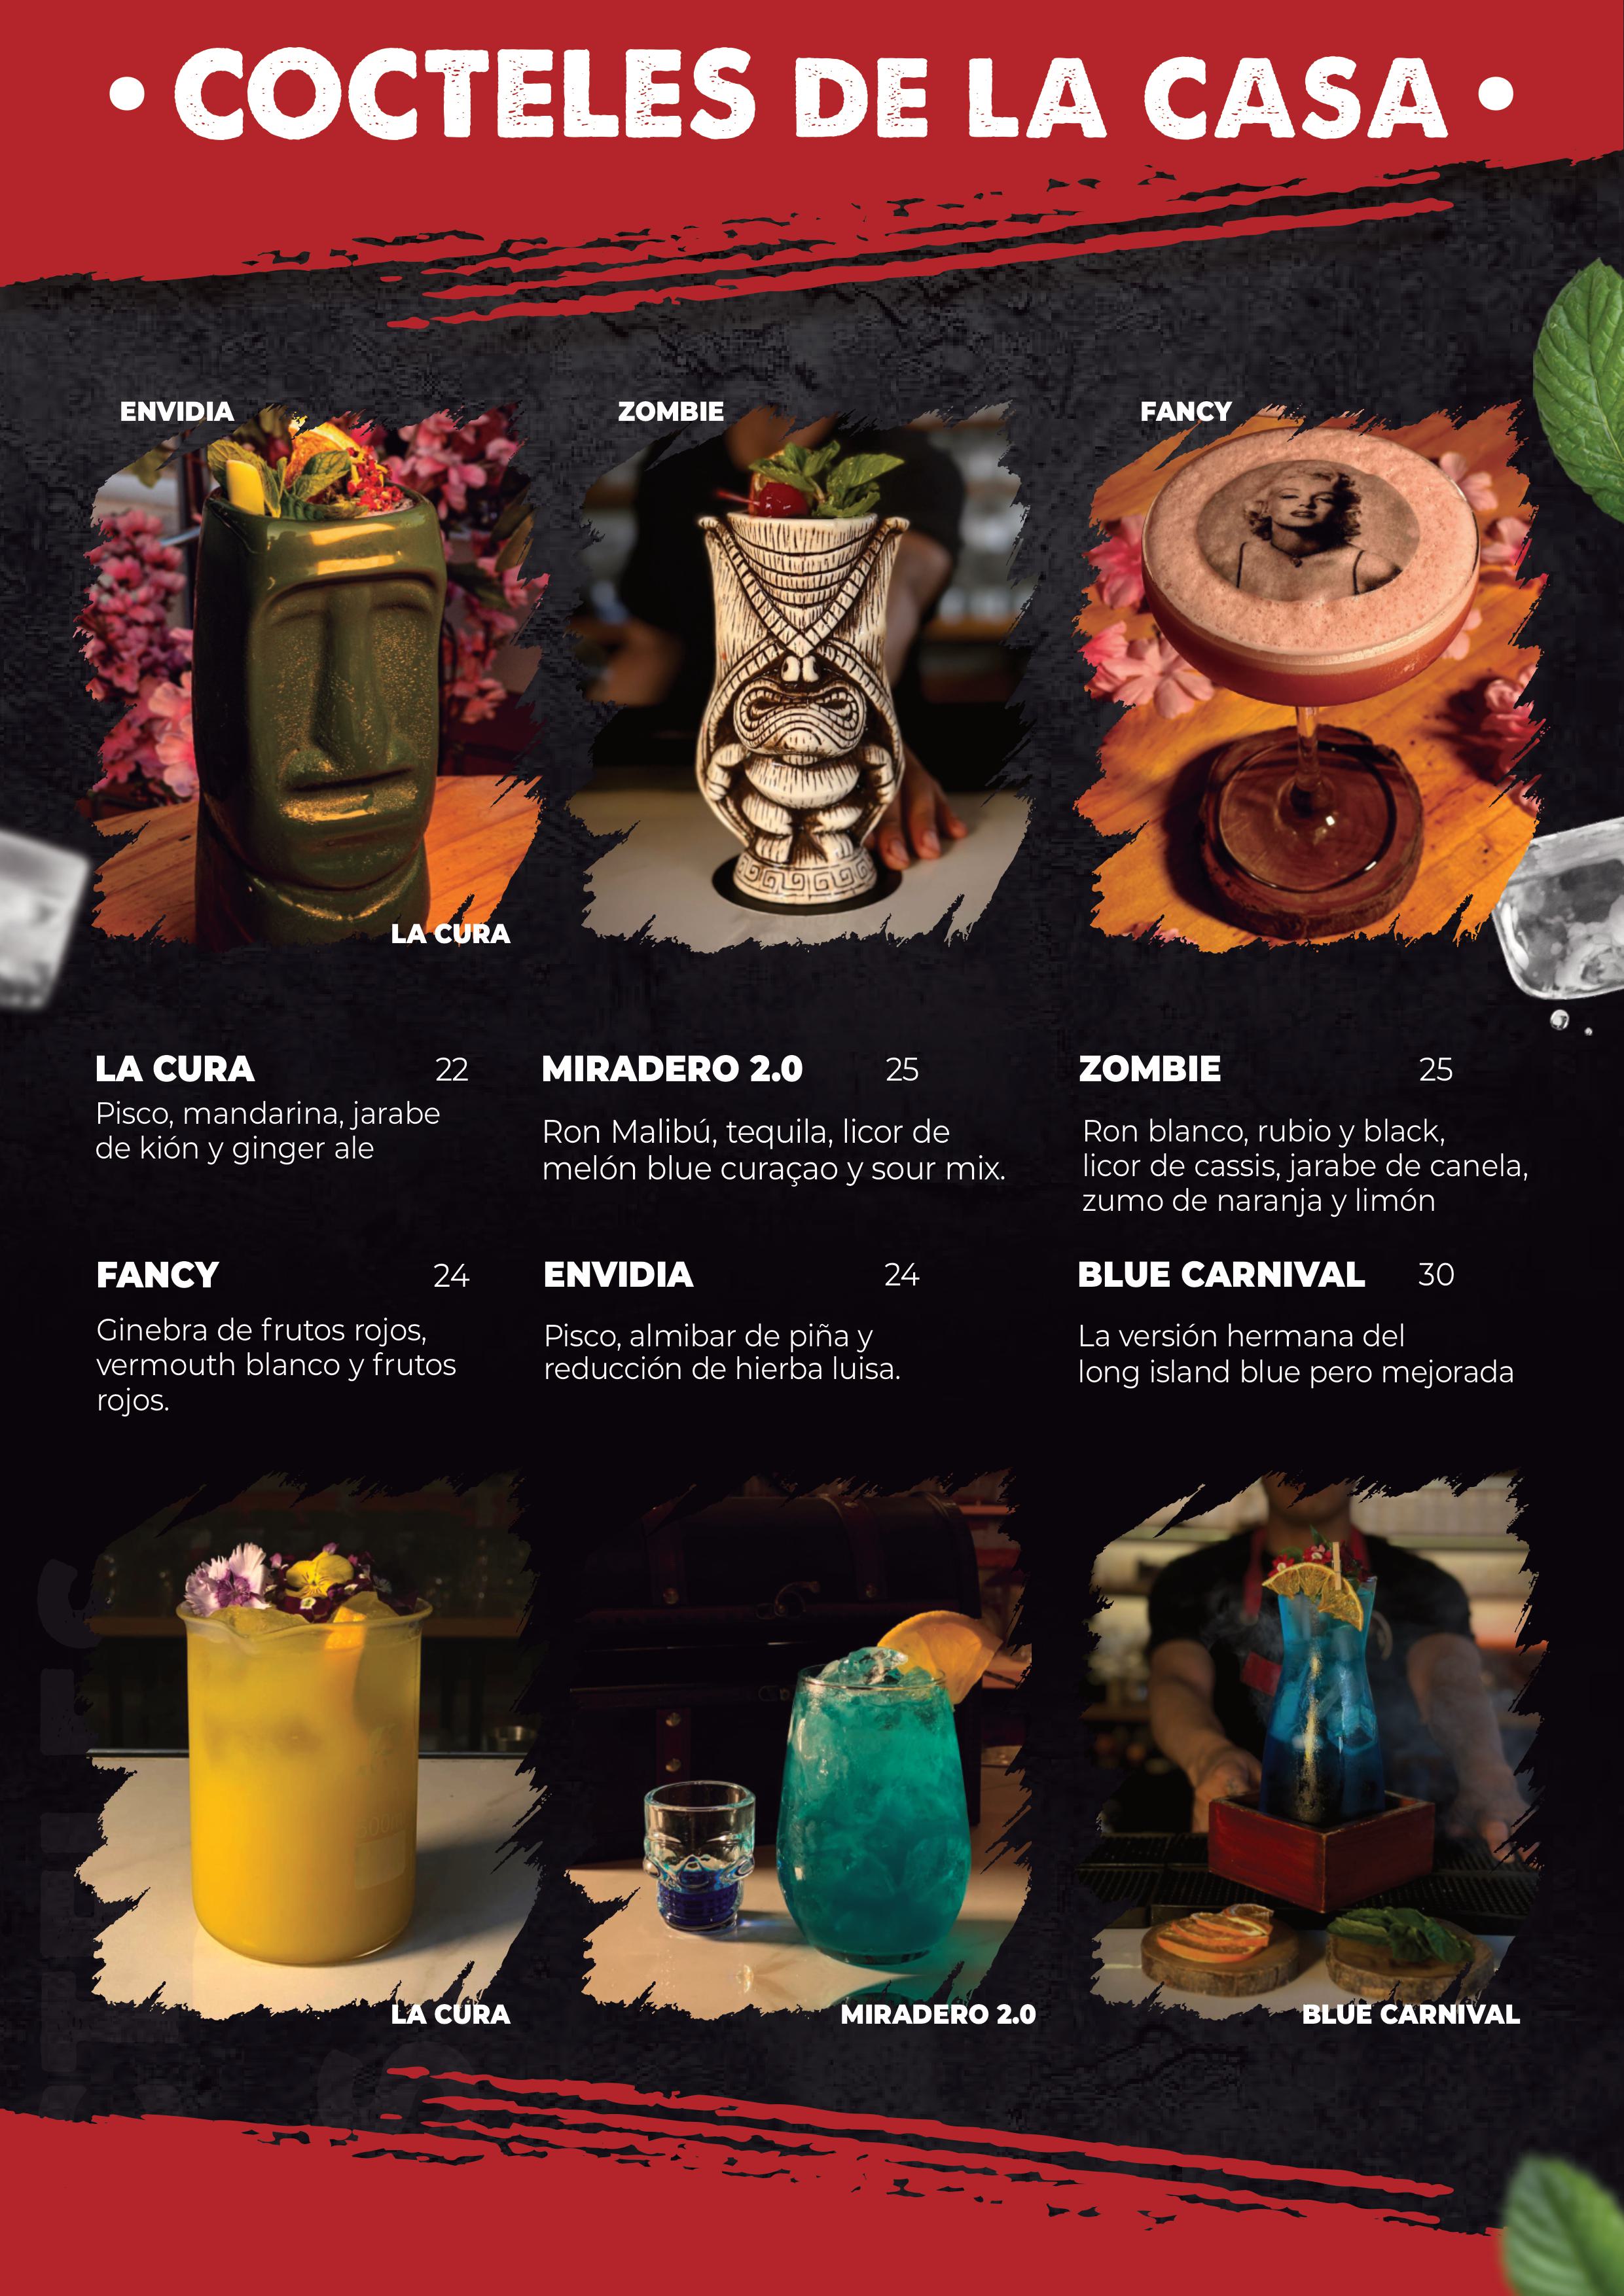 • COCTELES DE LA CASA •
ENVIDIA
ZOMBIE
FANCY
LA CURA
LA CURA 22
Pisco, mandarina, jarabe
de kión y ginger ale
MIRADERO 2.0 25
Ron Malibú, tequila, licor de
melón blue curaçao y sour mix.
ZOMBIE 25
Ron blanco, rubio y black,
licor de cassis, jarabe de canela,
zumo de naranja y limón
FANCY 24
Ginebra de frutos rojos,
vermouth blanco y frutos
rojos.
ENVIDIA 24
Pisco, almibar de piña y
reducción de hierba luisa.
BLUE CARNIVAL 30
La versión hermana del
long island blue pero mejorada
LA CURA
MIRADERO 2.0
BLUE CARNIVAL